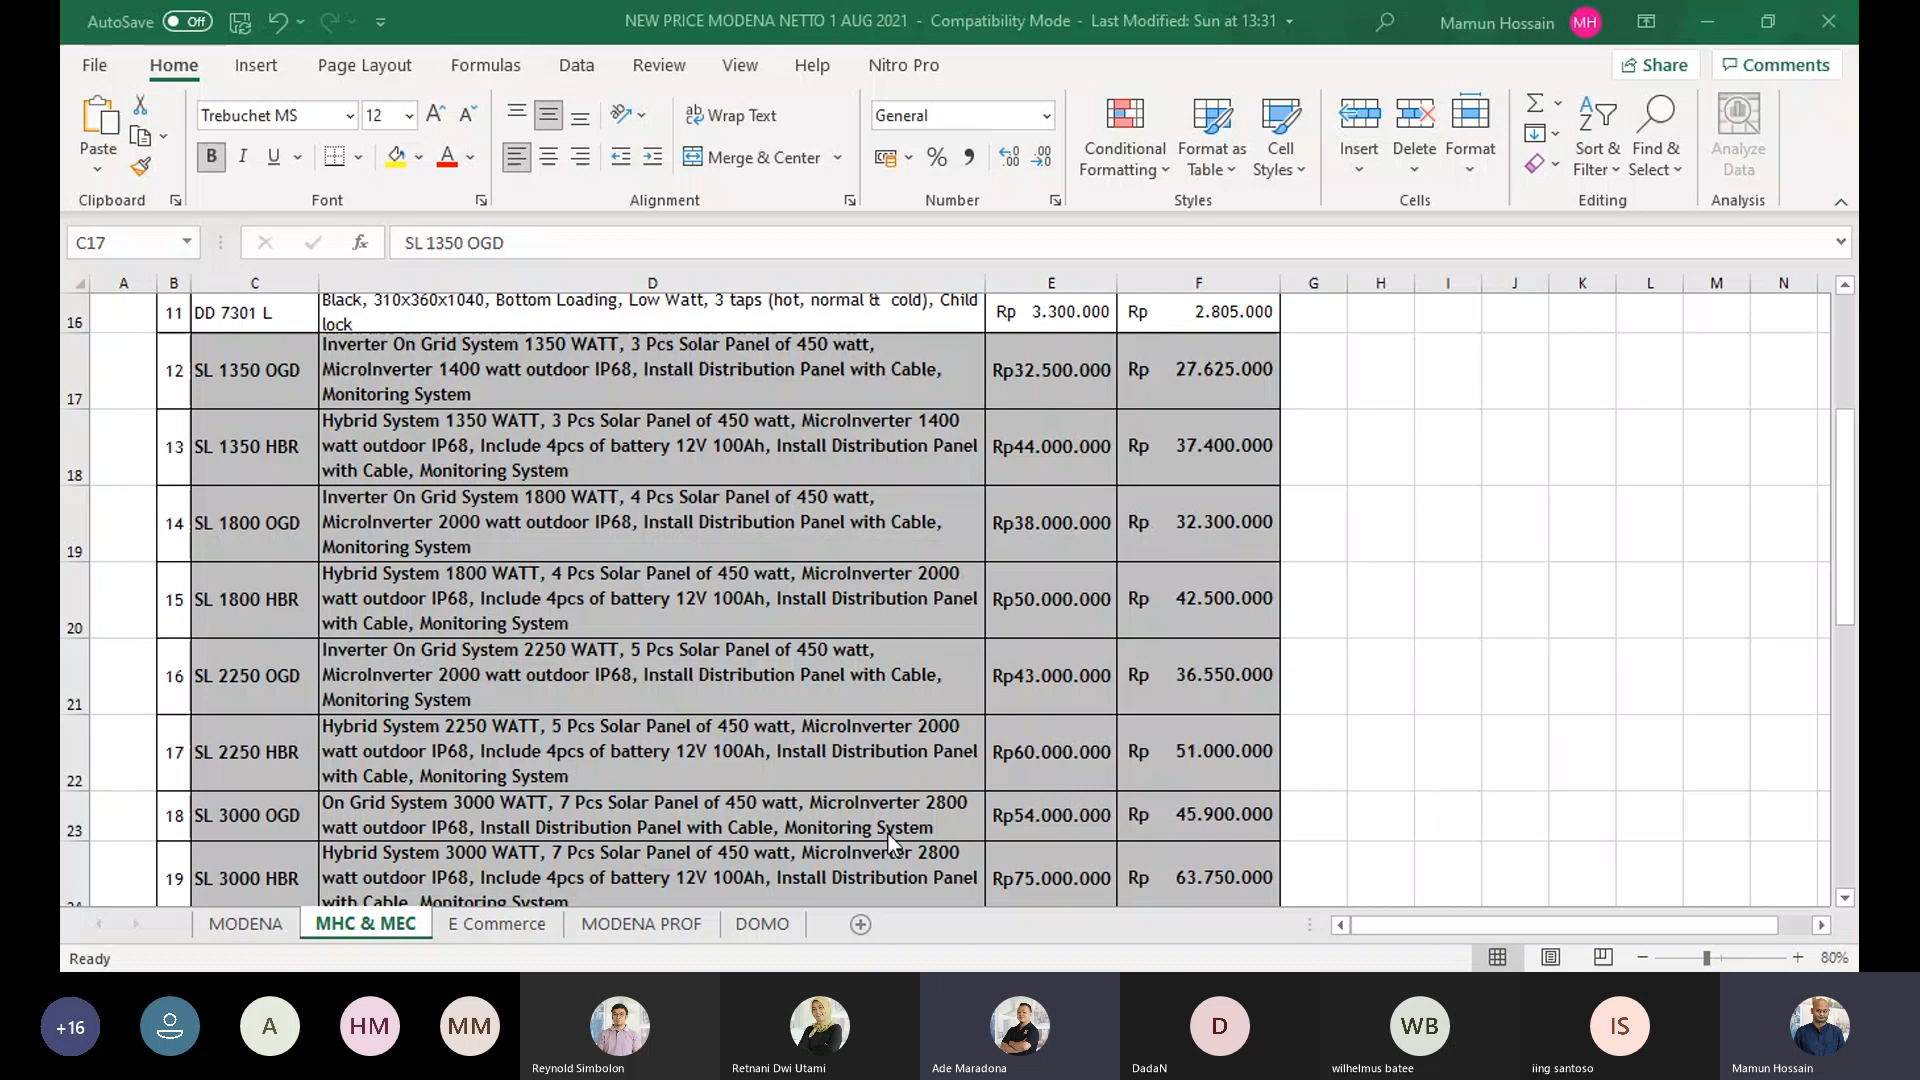 AutoSave Off NEW PRICE MODENA NETTO 1 AUG 2021 - Compatibility Mode - Last Modified: Sun at 13:31 Mamun Hossain MH
File Home Insert Page Layout Formulas Data Review View Help Nitro Pro Share Comments
Trebuchet MS 12 Wrap Text General
Paste B I U A Merge & Center % Conditional Formatting Format as Table Cell Styles Insert Delete Format Sort & Filter Find & Select Analyze Data
Clipboard Font Alignment Number Styles Cells Editing Analysis
C17 fx SL 1350 OGD
A B C D E F G H I J K L M N
16 11 DD 7301 L Black, 310x360x1040, Bottom Loading, Low Watt, 3 taps (hot, normal & cold), Child
lock Rp 3.300.000 Rp 2.805.000
17 12 SL 1350 OGD Inverter On Grid System 1350 WATT, 3 Pcs Solar Panel of 450 watt,
MicroInverter 1400 watt outdoor IP68, Install Distribution Panel with Cable,
Monitoring System Rp32.500.000 Rp 27.625.000
18 13 SL 1350 HBR Hybrid System 1350 WATT, 3 Pcs Solar Panel of 450 watt, MicroInverter 1400
watt outdoor IP68, Include 4pcs of battery 12V 100Ah, Install Distribution Panel
with Cable, Monitoring System Rp44.000.000 Rp 37.400.000
19 14 SL 1800 OGD Inverter On Grid System 1800 WATT, 4 Pcs Solar Panel of 450 watt,
MicroInverter 2000 watt outdoor IP68, Install Distribution Panel with Cable,
Monitoring System Rp38.000.000 Rp 32.300.000
20 15 SL 1800 HBR Hybrid System 1800 WATT, 4 Pcs Solar Panel of 450 watt, MicroInverter 2000
watt outdoor IP68, Include 4pcs of battery 12V 100Ah, Install Distribution Panel
with Cable, Monitoring System Rp50.000.000 Rp 42.500.000
21 16 SL 2250 OGD Inverter On Grid System 2250 WATT, 5 Pcs Solar Panel of 450 watt,
MicroInverter 2000 watt outdoor IP68, Install Distribution Panel with Cable,
Monitoring System Rp43.000.000 Rp 36.550.000
22 17 SL 2250 HBR Hybrid System 2250 WATT, 5 Pcs Solar Panel of 450 watt, MicroInverter 2000
watt outdoor IP68, Include 4pcs of battery 12V 100Ah, Install Distribution Panel
with Cable, Monitoring System Rp60.000.000 Rp 51.000.000
23 18 SL 3000 OGD On Grid System 3000 WATT, 7 Pcs Solar Panel of 450 watt, MicroInverter 2800
watt outdoor IP68, Install Distribution Panel with Cable, Monitoring System Rp54.000.000 Rp 45.900.000
24 19 SL 3000 HBR Hybrid System 3000 WATT, 7 Pcs Solar Panel of 450 watt, MicroInverter 2800
watt outdoor IP68, Include 4pcs of battery 12V 100Ah, Install Distribution Panel
with Cable, Monitoring System Rp75.000.000 Rp 63.750.000
MODENA MHC & MEC E Commerce MODENA PROF DOMO
Ready 80%
+16 A HM MM D WB IS
Reynold Simbolon Retnani Dwi Utami Ade Maradona DadaN wilhelmus batee iing santoso Mamun Hossain